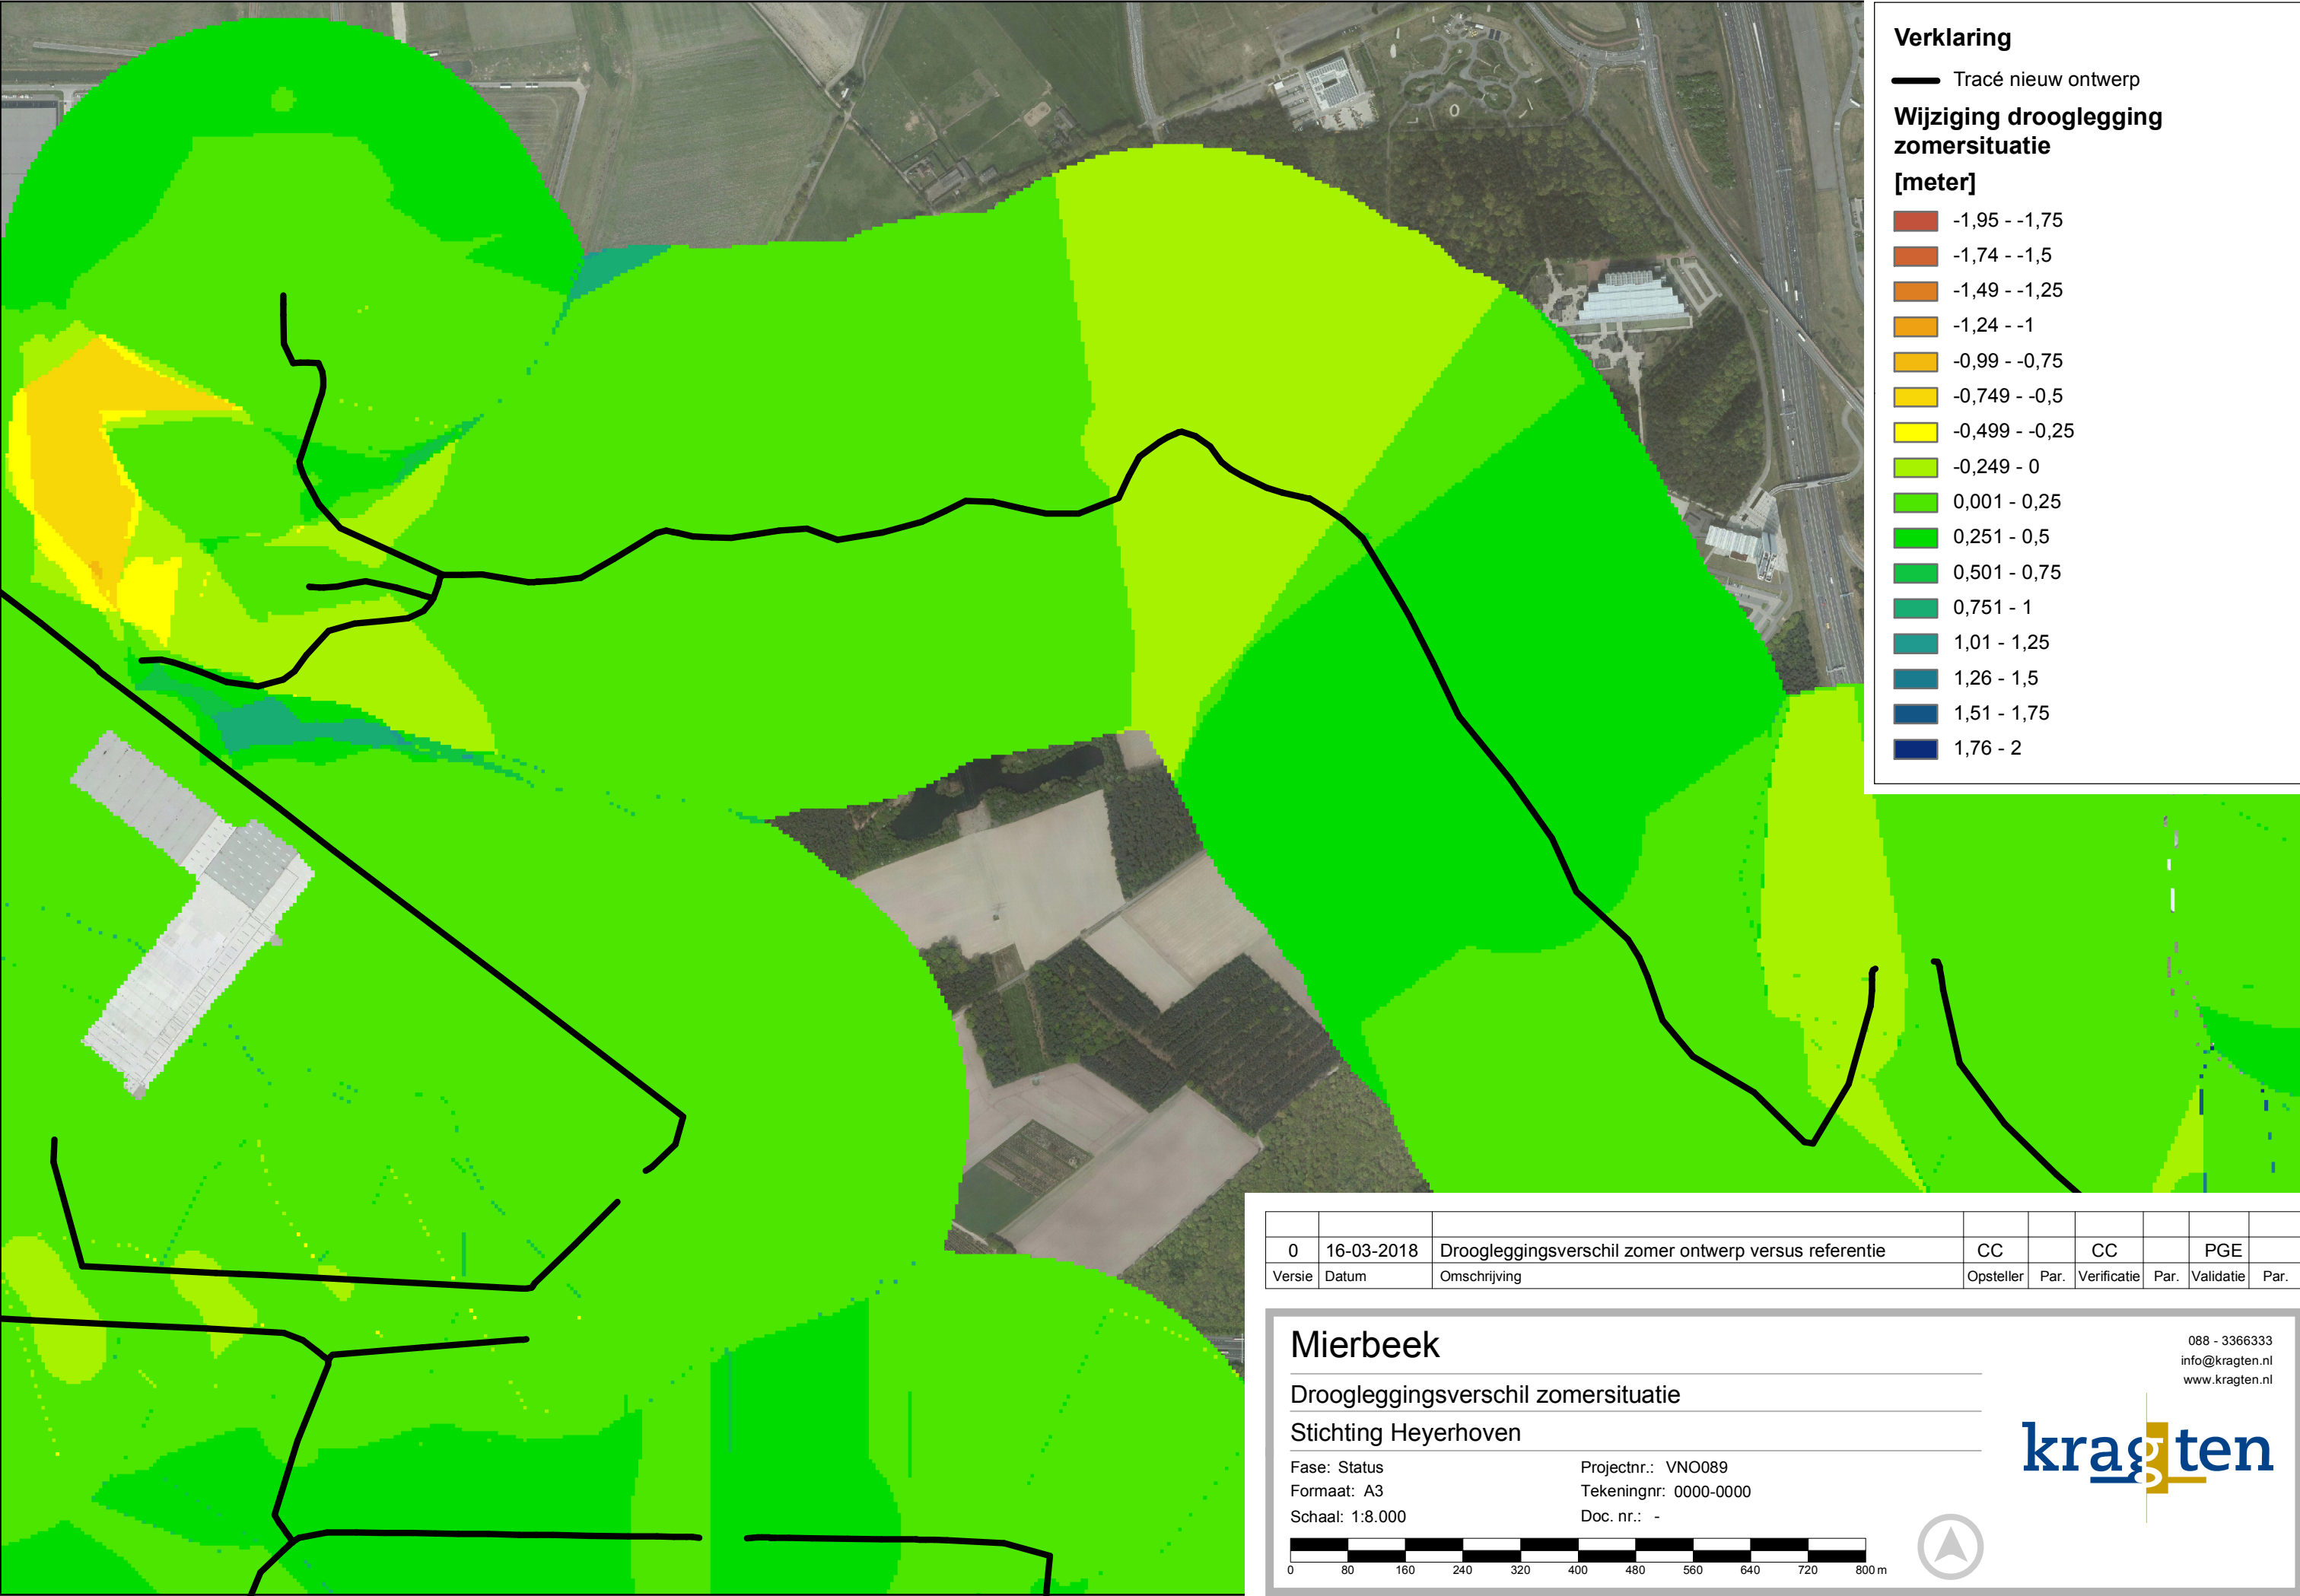 Verklaring
Tracé nieuw ontwerp
Wijziging drooglegging
zomersituatie
[meter]
-1,95 - -1,75
-1,74 - -1,5
-1,49 - -1,25
-1,24 - -1
-0,99 - -0,75
-0,749 - -0,5
-0,499 - -0,25
-0,249 - 0
0,001 - 0,25
0,251 - 0,5
0,501 - 0,75
0,751 - 1
1,01 - 1,25
1,26 - 1,5
1,51 - 1,75
1,76 - 2
0 16-03-2018 Droogleggingsverschil zomer ontwerp versus referentie CC CC PGE
Versie Datum Omschrijving Opsteller Par. Verificatie Par. Validatie Par.
Mierbeek
088 - 3366333
info@kragten.nl
www.kragten.nl
Droogleggingsverschil zomersituatie
Stichting Heyerhoven
Fase: Status Projectnr.: VNO089
Formaat: A3 Tekeningnr: 0000-0000
Schaal: 1:8.000 Doc. nr.: -
kragten
0 80 160 240 320 400 480 560 640 720 800 m